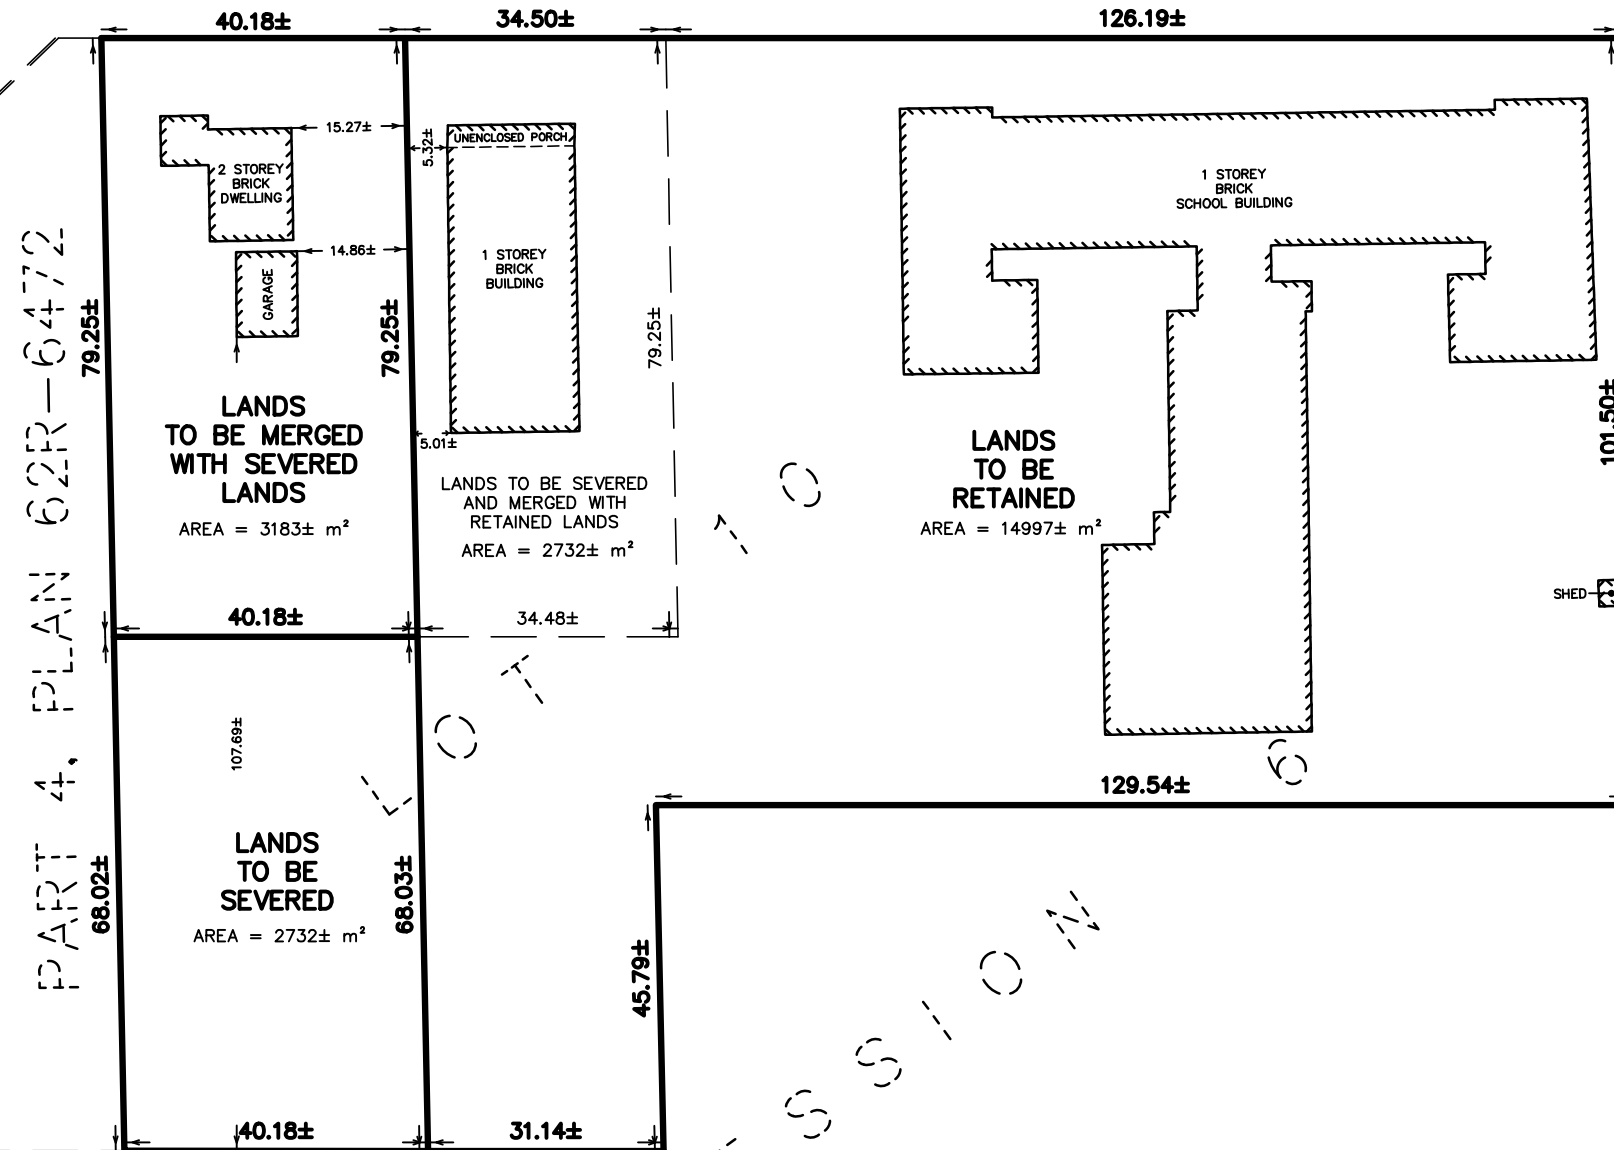 40.18±
34.50±
126.19±
15.27±
5.32±
UNENCLOSED PORCH
2 STOREY
BRICK
DWELLING
1 STOREY
BRICK
SCHOOL BUILDING
14.86±
1 STOREY
BRICK
BUILDING
GARAGE
79.25±
79.25±
79.25±
101.50±
PART 4, PLAN 62R-6472
LANDS
TO BE MERGED
WITH SEVERED
LANDS
AREA = 3183± m²
5.01±
LANDS TO BE SEVERED
AND MERGED WITH
RETAINED LANDS
AREA = 2732± m²
LANDS
TO BE
RETAINED
AREA = 14997± m²
SHED
40.18±
34.48±
LOT 10
107.69±
129.54±
6
LANDS
TO BE
SEVERED
AREA = 2732± m²
68.02±
68.03±
45.79±
SSION
40.18±
31.14±